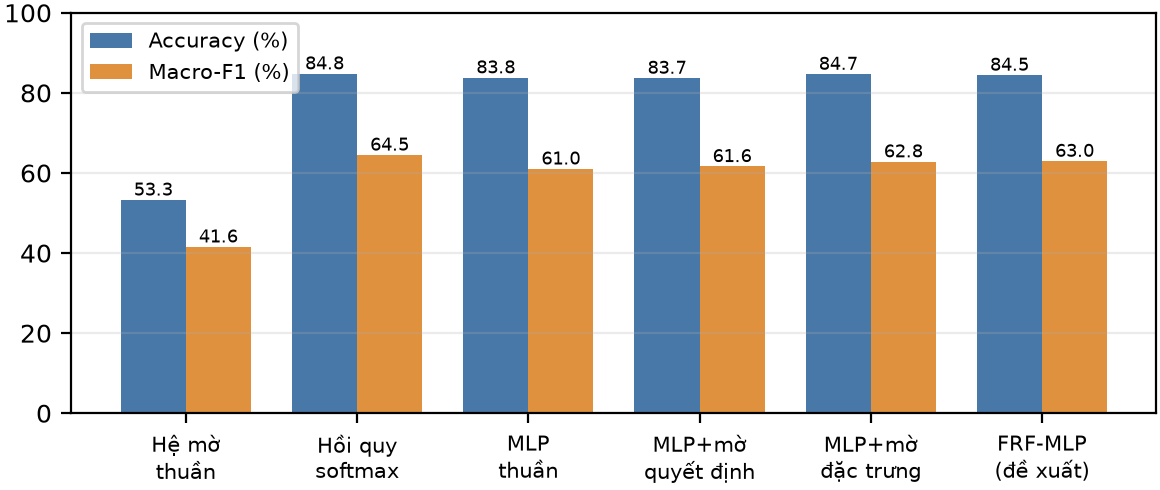 100
80
60
40
20
0
Accuracy (%)
Macro-F1 (%)
53.3
41.6
84.8
64.5
83.8
61.0
83.7
61.6
84.7
62.8
84.5
63.0
Hệ mờ
thuần
Hồi quy
softmax
MLP
thuần
MLP+mờ
quyết định
MLP+mờ
đặc trưng
FRF-MLP
(đề xuất)